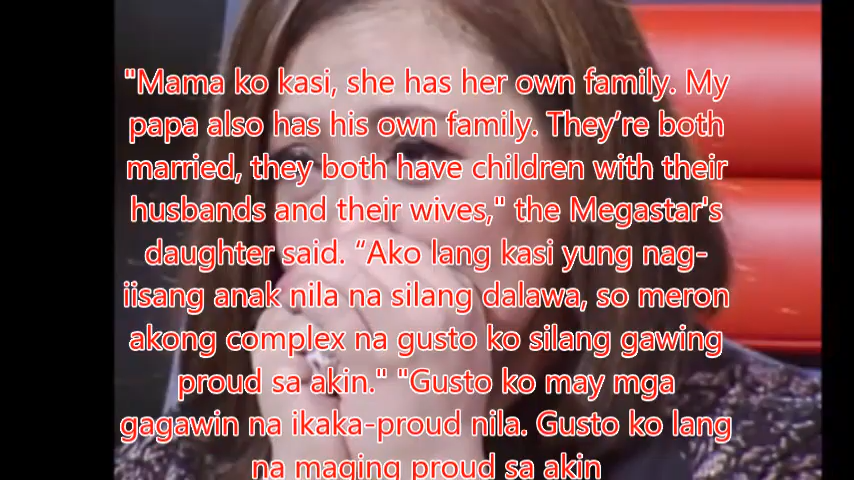 "Mama ko kasi, she has her own family. My
papa also has his own family. They’re both
married, they both have children with their
husbands and their wives," the Megastar's
daughter said. “Ako lang kasi yung nag-
iisang anak nila na silang dalawa, so meron
akong complex na gusto ko silang gawing
proud sa akin." "Gusto ko may mga
gagawin na ikaka-proud nila. Gusto ko lang
na maging proud sa akin